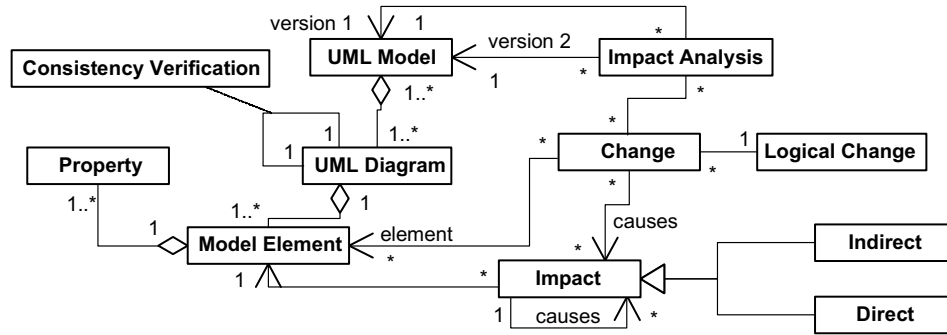 version 1
1
*
UML Model
version 2
Impact Analysis
1
*
*
Consistency Verification
1..*
1..*
*
1
1
Property
UML Diagram
*
Change
1
Logical Change
*
*
1..*
1..*
1
1
Model Element
element
*
causes
*
1
*
Impact
Indirect
1
causes
*
Direct